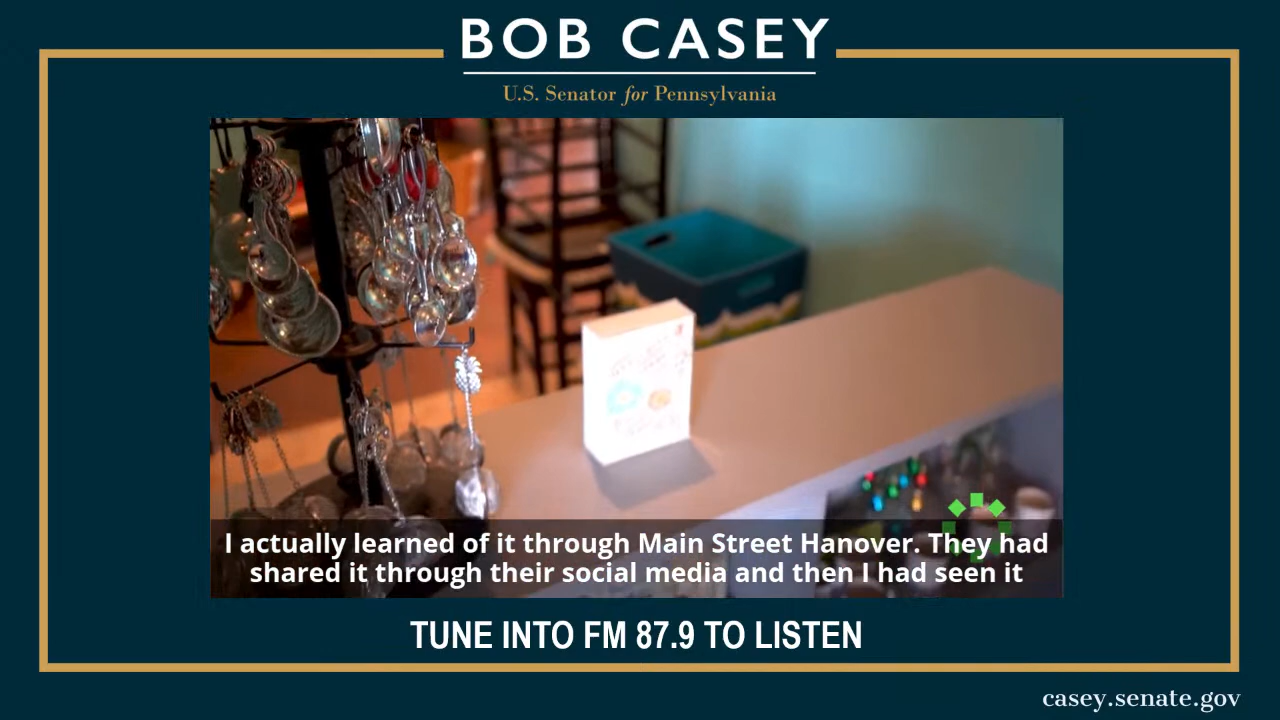 BOB CASEY
U.S. Senator for Pennsylvania
I actually learned of it through Main Street Hanover. They had
shared it through their social media and then I had seen it
TUNE INTO FM 87.9 TO LISTEN
casey.senate.gov